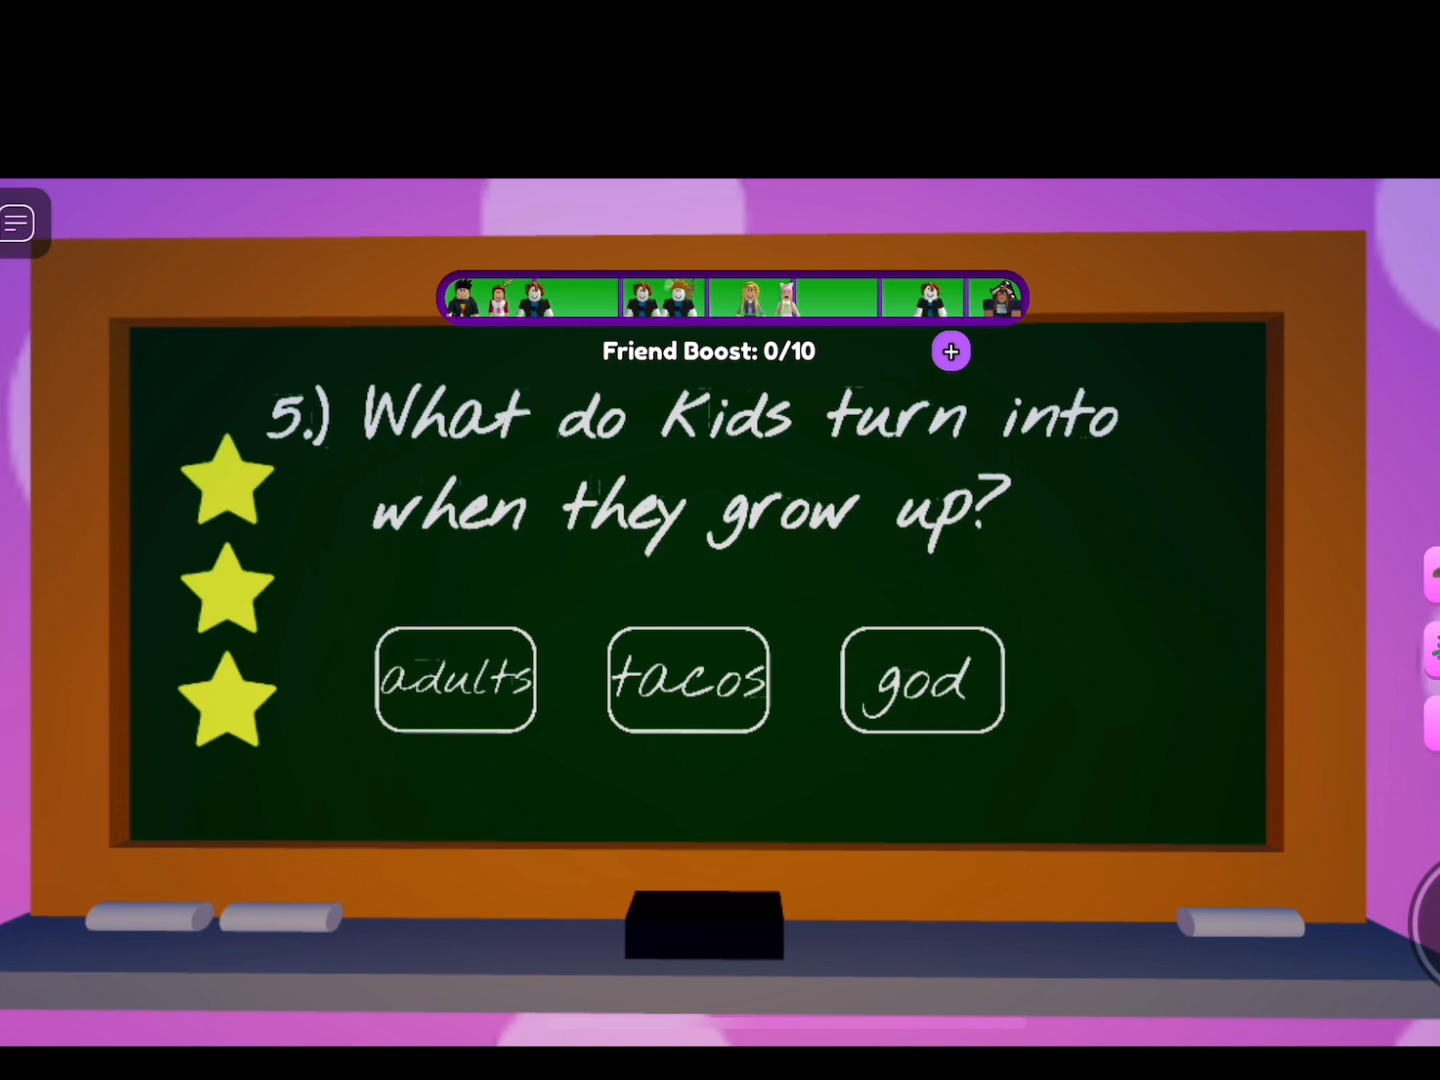 Friend Boost: 0/10
5.) What do Kids turn into
when they grow up?
adults
tacos
god